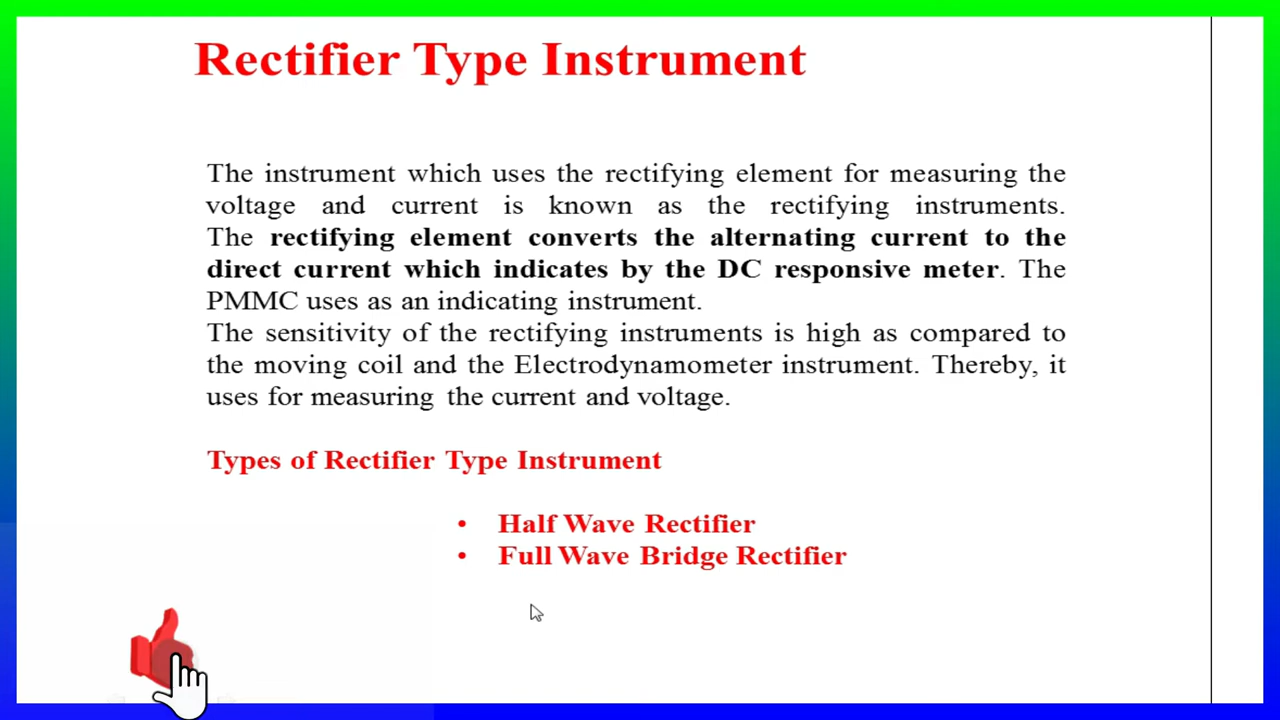 Rectifier Type Instrument
The instrument which uses the rectifying element for measuring the
voltage and current is known as the rectifying instruments.
The rectifying element converts the alternating current to the
direct current which indicates by the DC responsive meter. The
PMMC uses as an indicating instrument.
The sensitivity of the rectifying instruments is high as compared to
the moving coil and the Electrodynamometer instrument. Thereby, it
uses for measuring the current and voltage.
Types of Rectifier Type Instrument
• Half Wave Rectifier
• Full Wave Bridge Rectifier